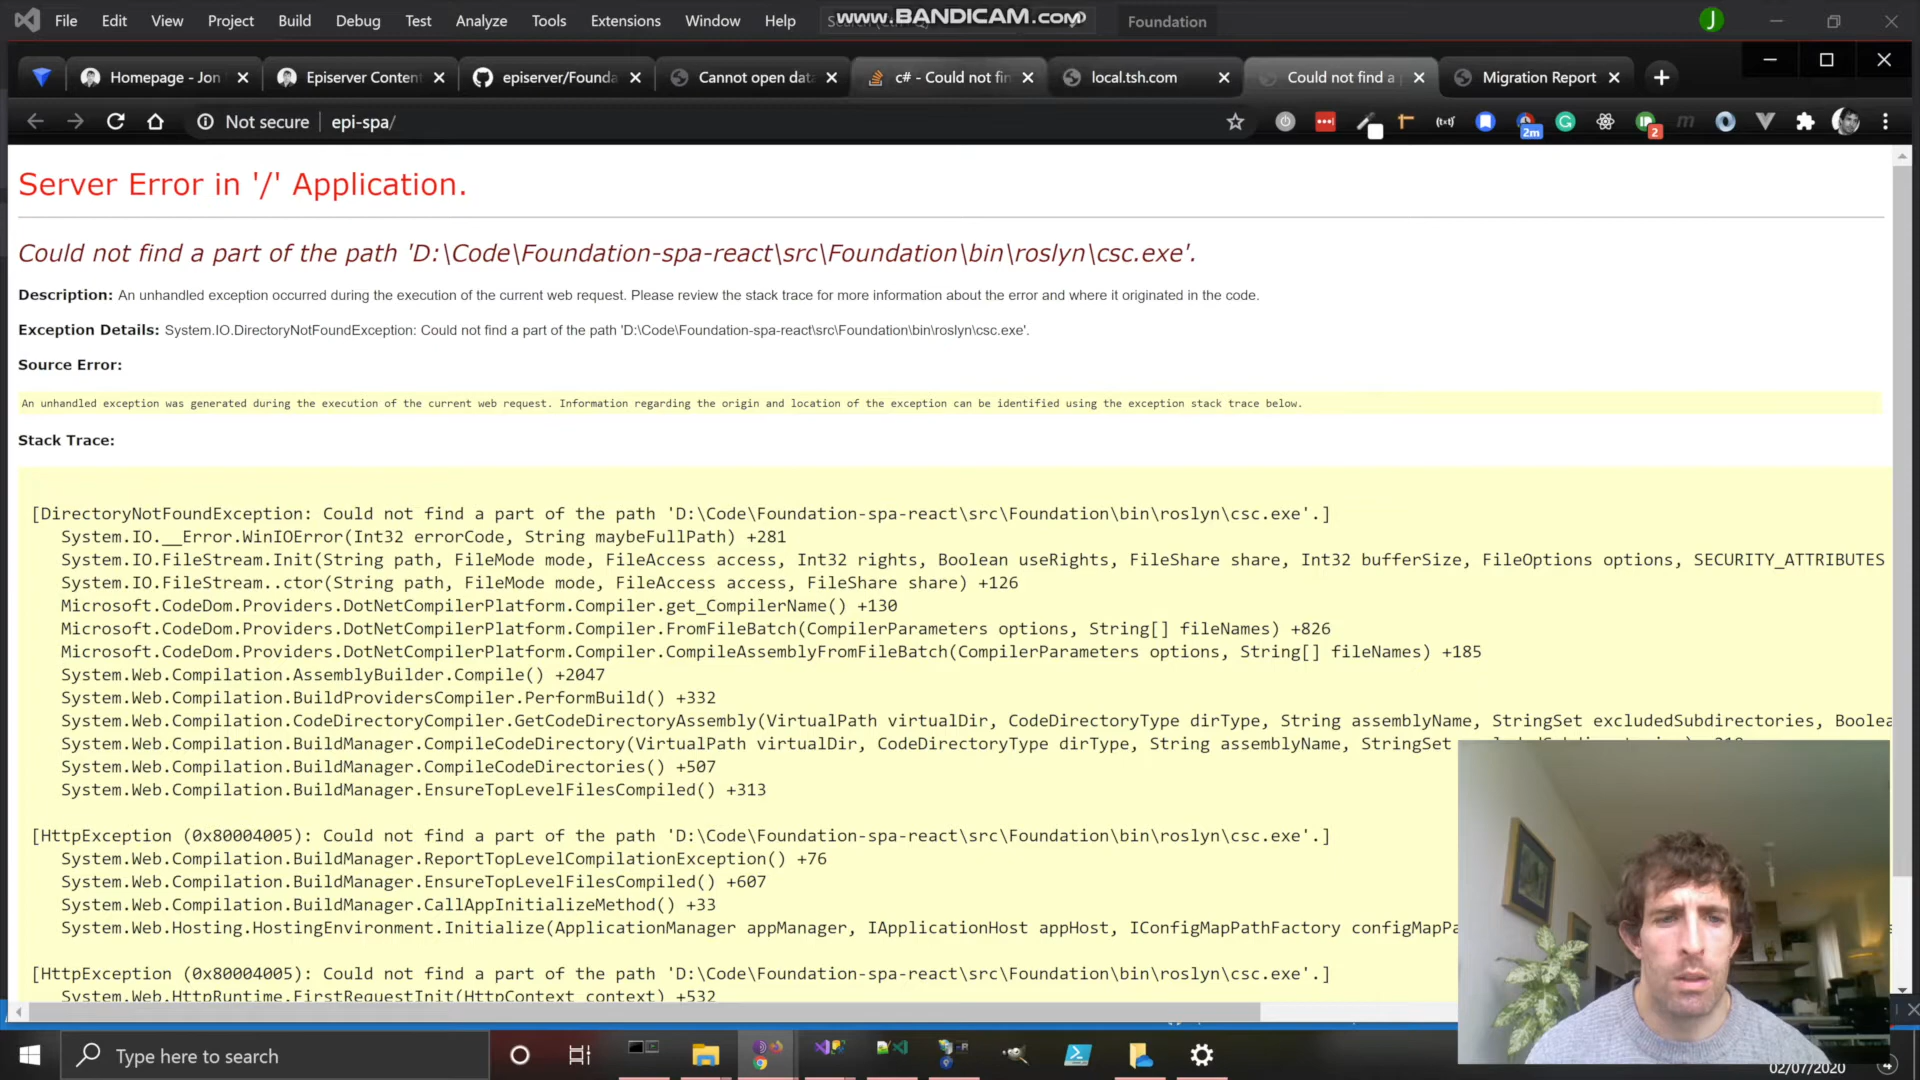 File Edit View Project Build Debug Test Analyze Tools Extensions Window Help
www.BANDICAM.com
Foundation
J
Homepage - Jon
Episerver Conten
episerver/Founda
Cannot open data
c# - Could not fin
local.tsh.com
Could not find a p
Migration Report
Not secure
epi-spa/
2m
2
Server Error in '/' Application.
Could not find a part of the path 'D:\Code\Foundation-spa-react\src\Foundation\bin\roslyn\csc.exe'.
Description: An unhandled exception occurred during the execution of the current web request. Please review the stack trace for more information about the error and where it originated in the code.
Exception Details: System.IO.DirectoryNotFoundException: Could not find a part of the path 'D:\Code\Foundation-spa-react\src\Foundation\bin\roslyn\csc.exe'.
Source Error:
An unhandled exception was generated during the execution of the current web request. Information regarding the origin and location of the exception can be identified using the exception stack trace below.
Stack Trace:
[DirectoryNotFoundException: Could not find a part of the path 'D:\Code\Foundation-spa-react\src\Foundation\bin\roslyn\csc.exe'.]
System.IO.__Error.WinIOError(Int32 errorCode, String maybeFullPath) +281
System.IO.FileStream.Init(String path, FileMode mode, FileAccess access, Int32 rights, Boolean useRights, FileShare share, Int32 bufferSize, FileOptions options, SECURITY_ATTRIBUTES
System.IO.FileStream..ctor(String path, FileMode mode, FileAccess access, FileShare share) +126
Microsoft.CodeDom.Providers.DotNetCompilerPlatform.Compiler.get_CompilerName() +130
Microsoft.CodeDom.Providers.DotNetCompilerPlatform.Compiler.FromFileBatch(CompilerParameters options, String[] fileNames) +826
Microsoft.CodeDom.Providers.DotNetCompilerPlatform.Compiler.CompileAssemblyFromFileBatch(CompilerParameters options, String[] fileNames) +185
System.Web.Compilation.AssemblyBuilder.Compile() +2047
System.Web.Compilation.BuildProvidersCompiler.PerformBuild() +332
System.Web.Compilation.CodeDirectoryCompiler.GetCodeDirectoryAssembly(VirtualPath virtualDir, CodeDirectoryType dirType, String assemblyName, StringSet excludedSubdirectories, Boolea
System.Web.Compilation.BuildManager.CompileCodeDirectory(VirtualPath virtualDir, CodeDirectoryType dirType, String assemblyName, StringSet
System.Web.Compilation.BuildManager.CompileCodeDirectories() +507
System.Web.Compilation.BuildManager.EnsureTopLevelFilesCompiled() +313
[HttpException (0x80004005): Could not find a part of the path 'D:\Code\Foundation-spa-react\src\Foundation\bin\roslyn\csc.exe'.]
System.Web.Compilation.BuildManager.ReportTopLevelCompilationException() +76
System.Web.Compilation.BuildManager.EnsureTopLevelFilesCompiled() +607
System.Web.Compilation.BuildManager.CallAppInitializeMethod() +33
System.Web.Hosting.HostingEnvironment.Initialize(ApplicationManager appManager, IApplicationHost appHost, IConfigMapPathFactory configMapPa
[HttpException (0x80004005): Could not find a part of the path 'D:\Code\Foundation-spa-react\src\Foundation\bin\roslyn\csc.exe'.]
System.Web.HttpRuntime.FirstRequestInit(HttpContext context) +532
Type here to search
02/07/2020
4